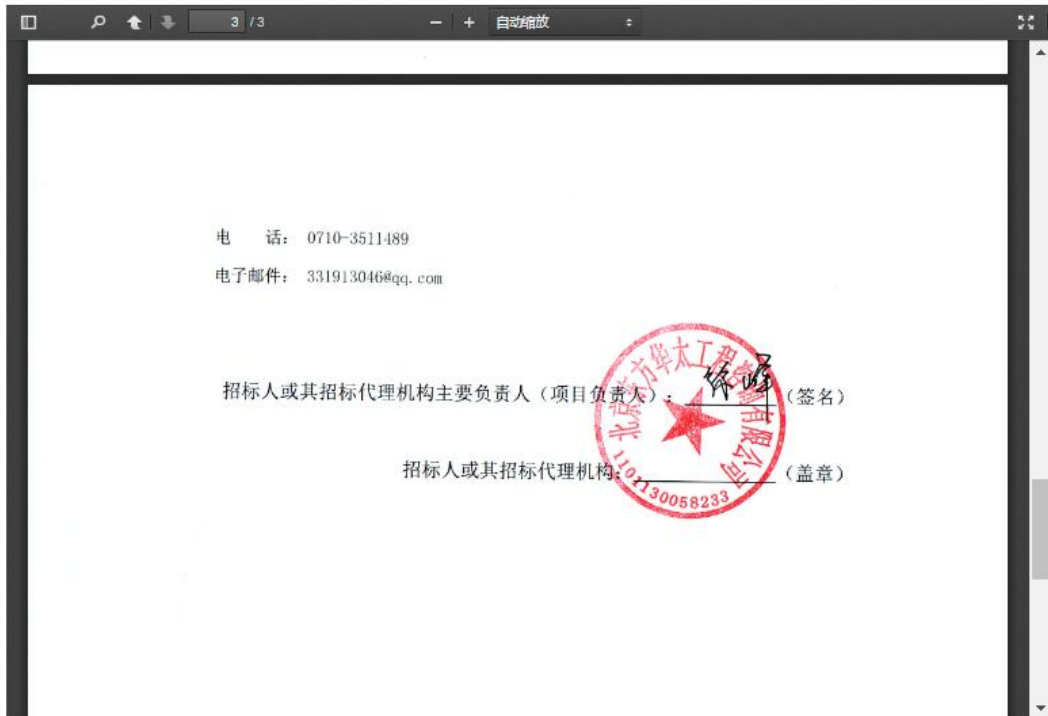 3 / 3
自动缩放
电 话: 0710-3511489
电子邮件: 331913046@qq.com
招标人或其招标代理机构主要负责人（项目负责人）: (签名)
招标人或其招标代理机构: (盖章)
北京东方华太工程咨询有限公司
1101130058233